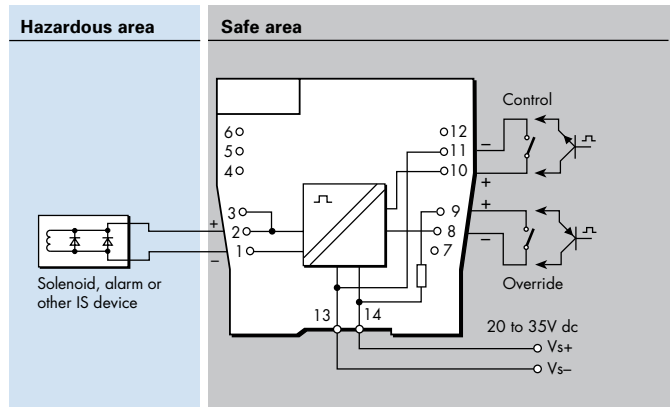 Hazardous area
Safe area
Control
6
5
4
3
2
1
12
11
10
9
8
7
–
+
+
–
+
–
Solenoid, alarm or
other IS device
Override
13
14
20 to 35V dc
Vs+
Vs–